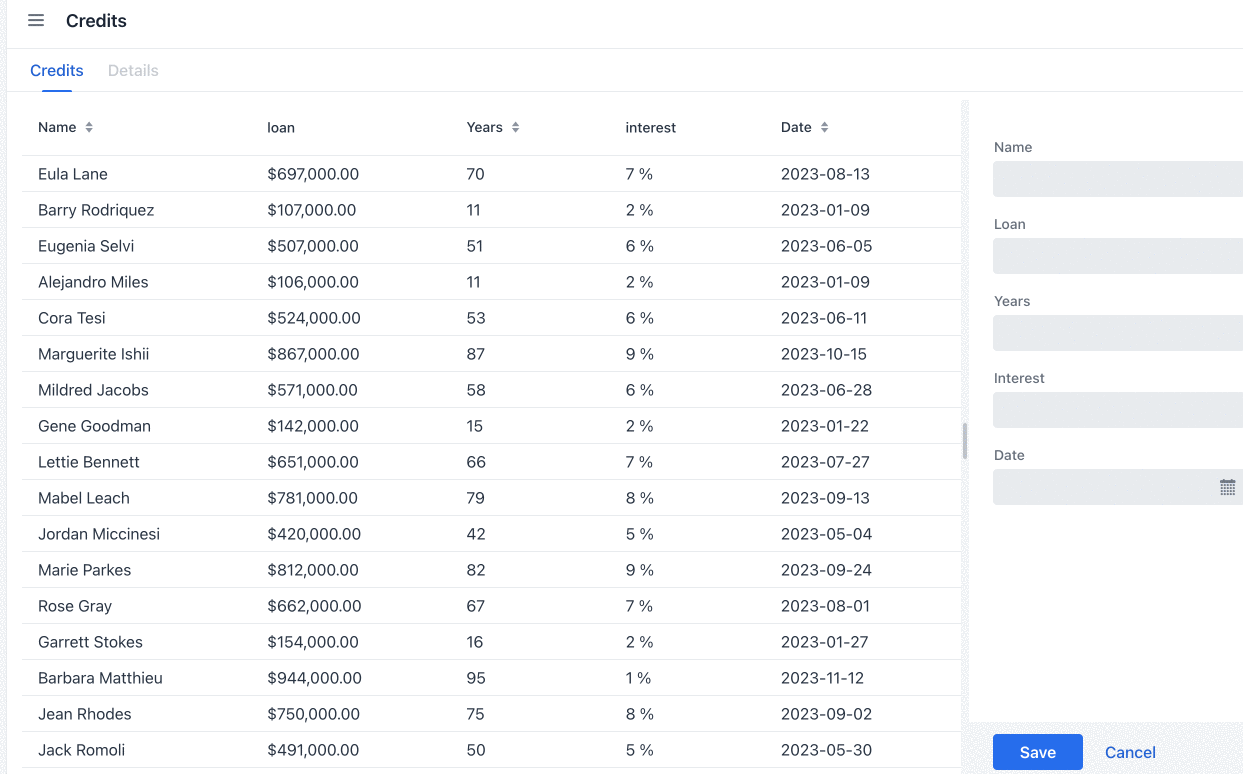 Credits
Credits Details
Name loan Years interest Date
Eula Lane $697,000.00 70 7 % 2023-08-13
Barry Rodriquez $107,000.00 11 2 % 2023-01-09
Eugenia Selvi $507,000.00 51 6 % 2023-06-05
Alejandro Miles $106,000.00 11 2 % 2023-01-09
Cora Tesi $524,000.00 53 6 % 2023-06-11
Marguerite Ishii $867,000.00 87 9 % 2023-10-15
Mildred Jacobs $571,000.00 58 6 % 2023-06-28
Gene Goodman $142,000.00 15 2 % 2023-01-22
Lettie Bennett $651,000.00 66 7 % 2023-07-27
Mabel Leach $781,000.00 79 8 % 2023-09-13
Jordan Miccinesi $420,000.00 42 5 % 2023-05-04
Marie Parkes $812,000.00 82 9 % 2023-09-24
Rose Gray $662,000.00 67 7 % 2023-08-01
Garrett Stokes $154,000.00 16 2 % 2023-01-27
Barbara Matthieu $944,000.00 95 1 % 2023-11-12
Jean Rhodes $750,000.00 75 8 % 2023-09-02
Jack Romoli $491,000.00 50 5 % 2023-05-30
Name
Loan
Years
Interest
Date
Save Cancel